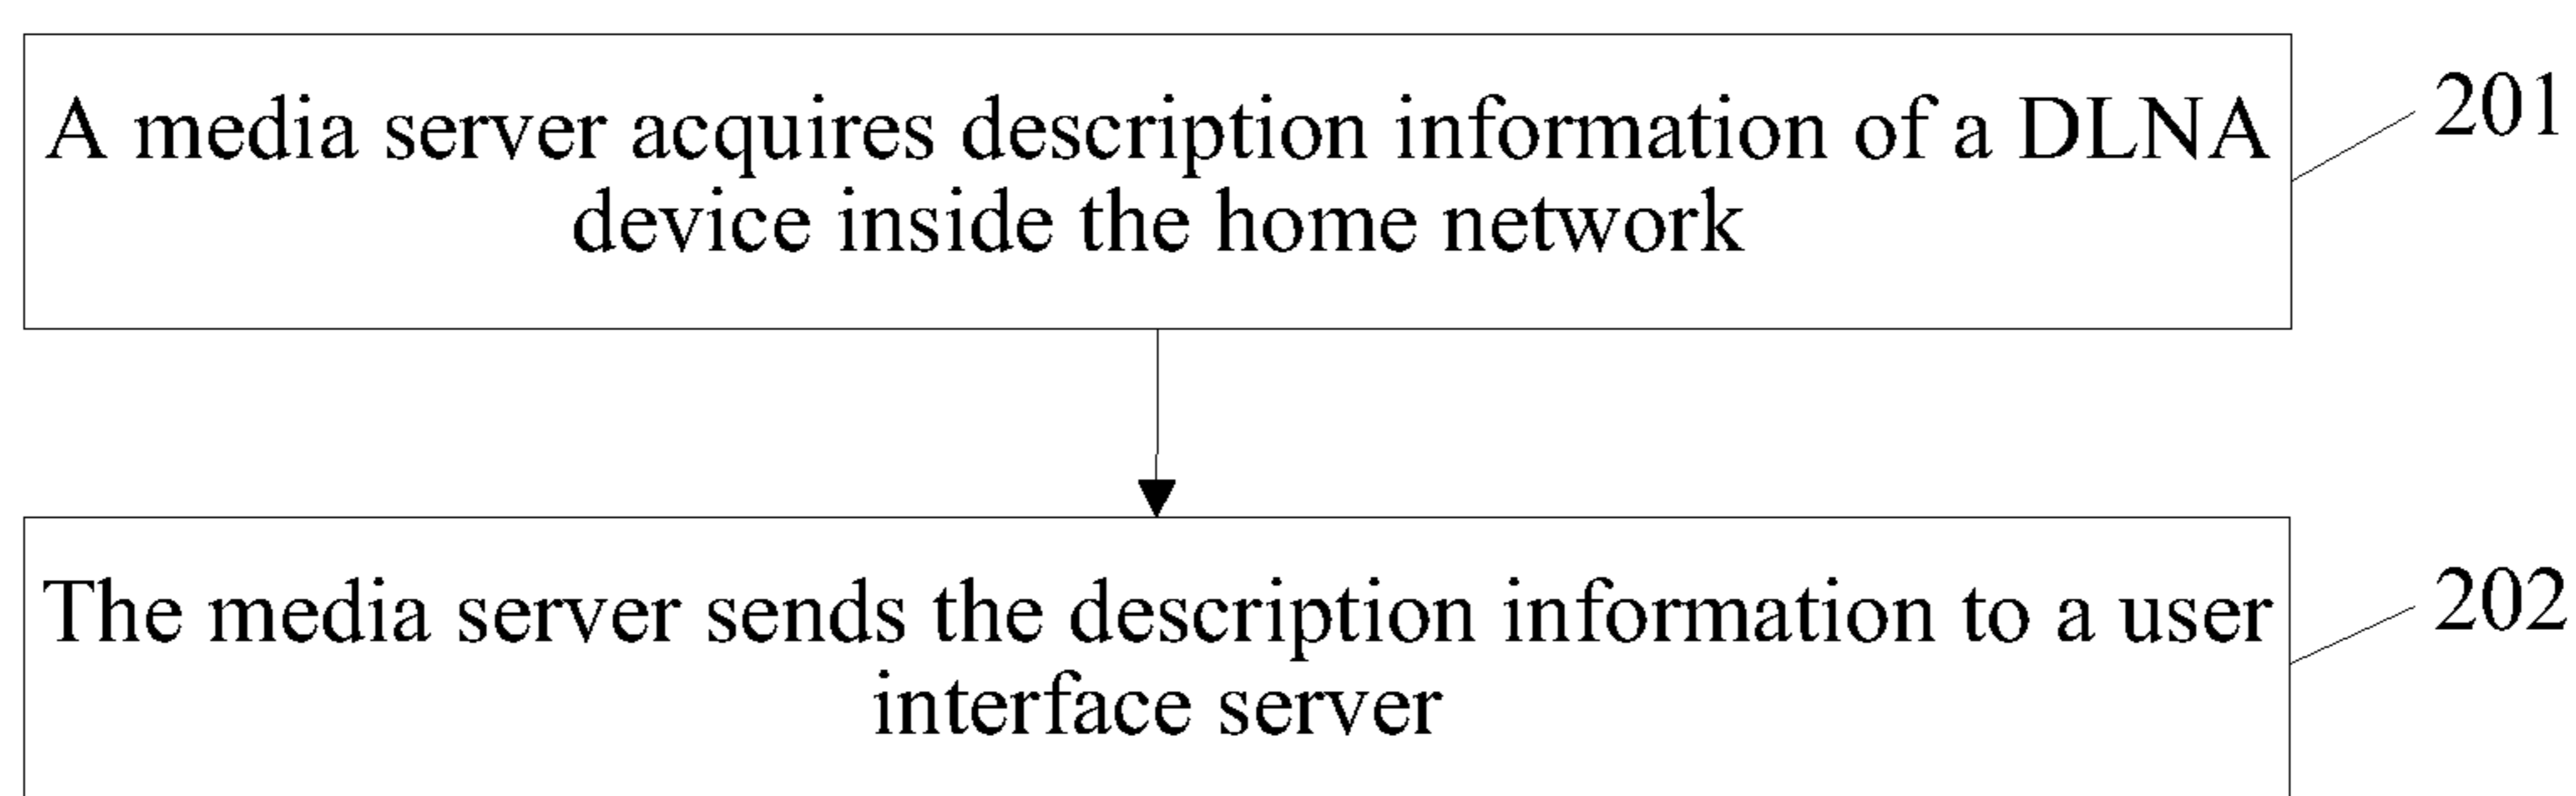 A media server acquires description information of a DLNA
device inside the home network
201
The media server sends the description information to a user
interface server
202